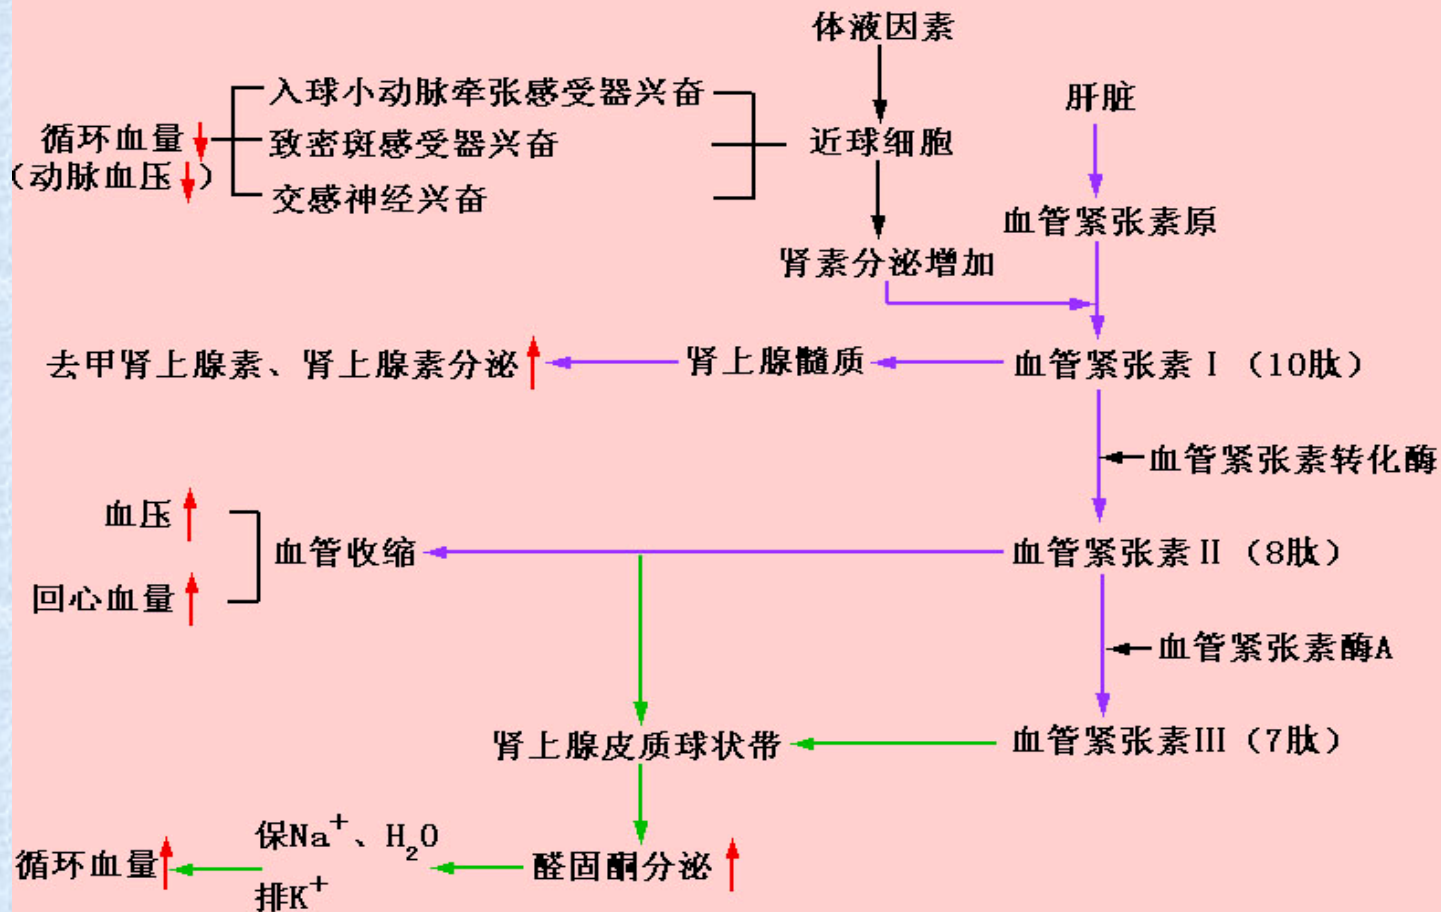 体液因素
入球小动脉牵张感受器兴奋
肝脏
循环血量
致密斑感受器兴奋
近球细胞
(动脉血压 )
交感神经兴奋
血管紧张素原
肾素分泌增加
去甲肾上腺素、肾上腺素分泌
肾上腺髓质
血管紧张素 I (10肽)
血管紧张素转化酶
血压
血管收缩
血管紧张素 II (8肽)
回心血量
血管紧张素酶A
肾上腺皮质球状带
血管紧张素III (7肽)
保Na⁺、H₂O
循环血量
醛固酮分泌
排K⁺